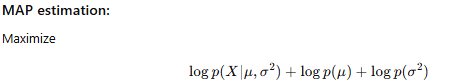 MAP estimation:
Maximize
log p(X|μ, σ²) + log p(μ) + log p(σ²)